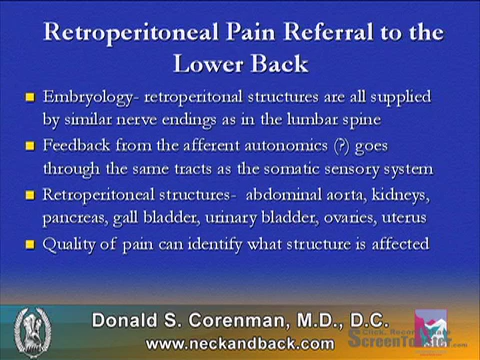 Retroperitoneal Pain Referral to the
Lower Back
Embryology- retroperitonal structures are all supplied
by similar nerve endings as in the lumbar spine
Feedback from the afferent autonomics (?) goes
through the same tracts as the somatic sensory system
Retroperitoneal structures- abdominal aorta, kidneys,
pancreas, gall bladder, urinary bladder, ovaries, uterus
Quality of pain can identify what structure is affected
Donald S. Corenman, M.D., D.C.
www.neckandback.com